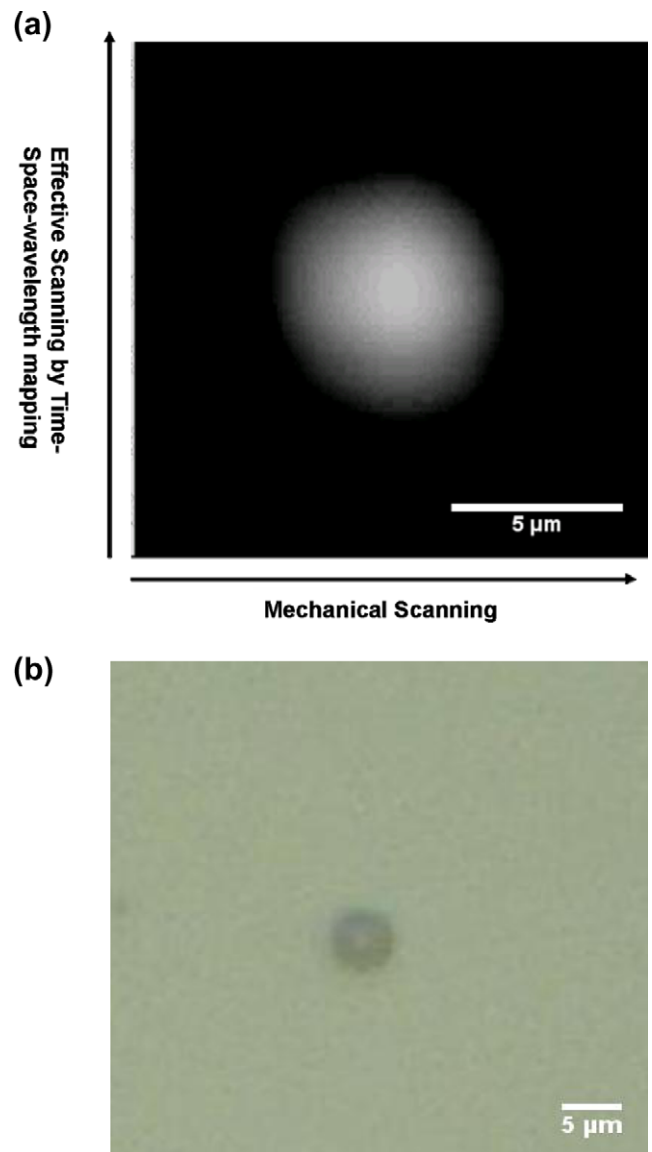 (a)
Effective Scanning by Time-
Space-wavelength mapping
5 µm
Mechanical Scanning
(b)
5 µm